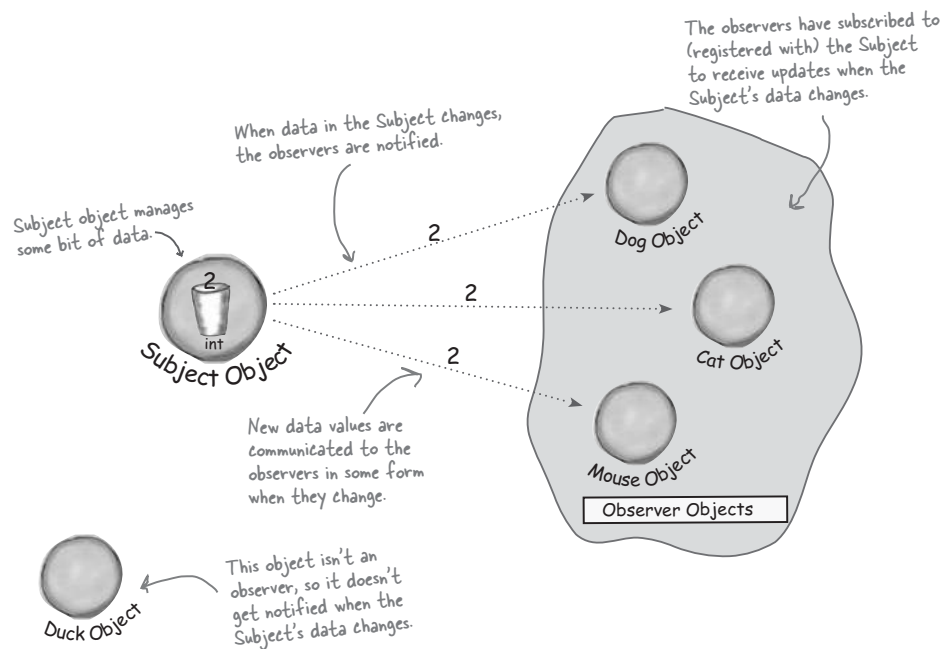 The observers have subscribed to
(registered with) the Subject
to receive updates when the
Subject's data changes.
When data in the Subject changes,
the observers are notified.
Subject object manages
some bit of data.
2
int
Subject Object
2
2
2
Dog Object
Cat Object
Mouse Object
Observer Objects
New data values are
communicated to the
observers in some form
when they change.
Duck Object
This object isn't an
observer, so it doesn't
get notified when the
Subject's data changes.